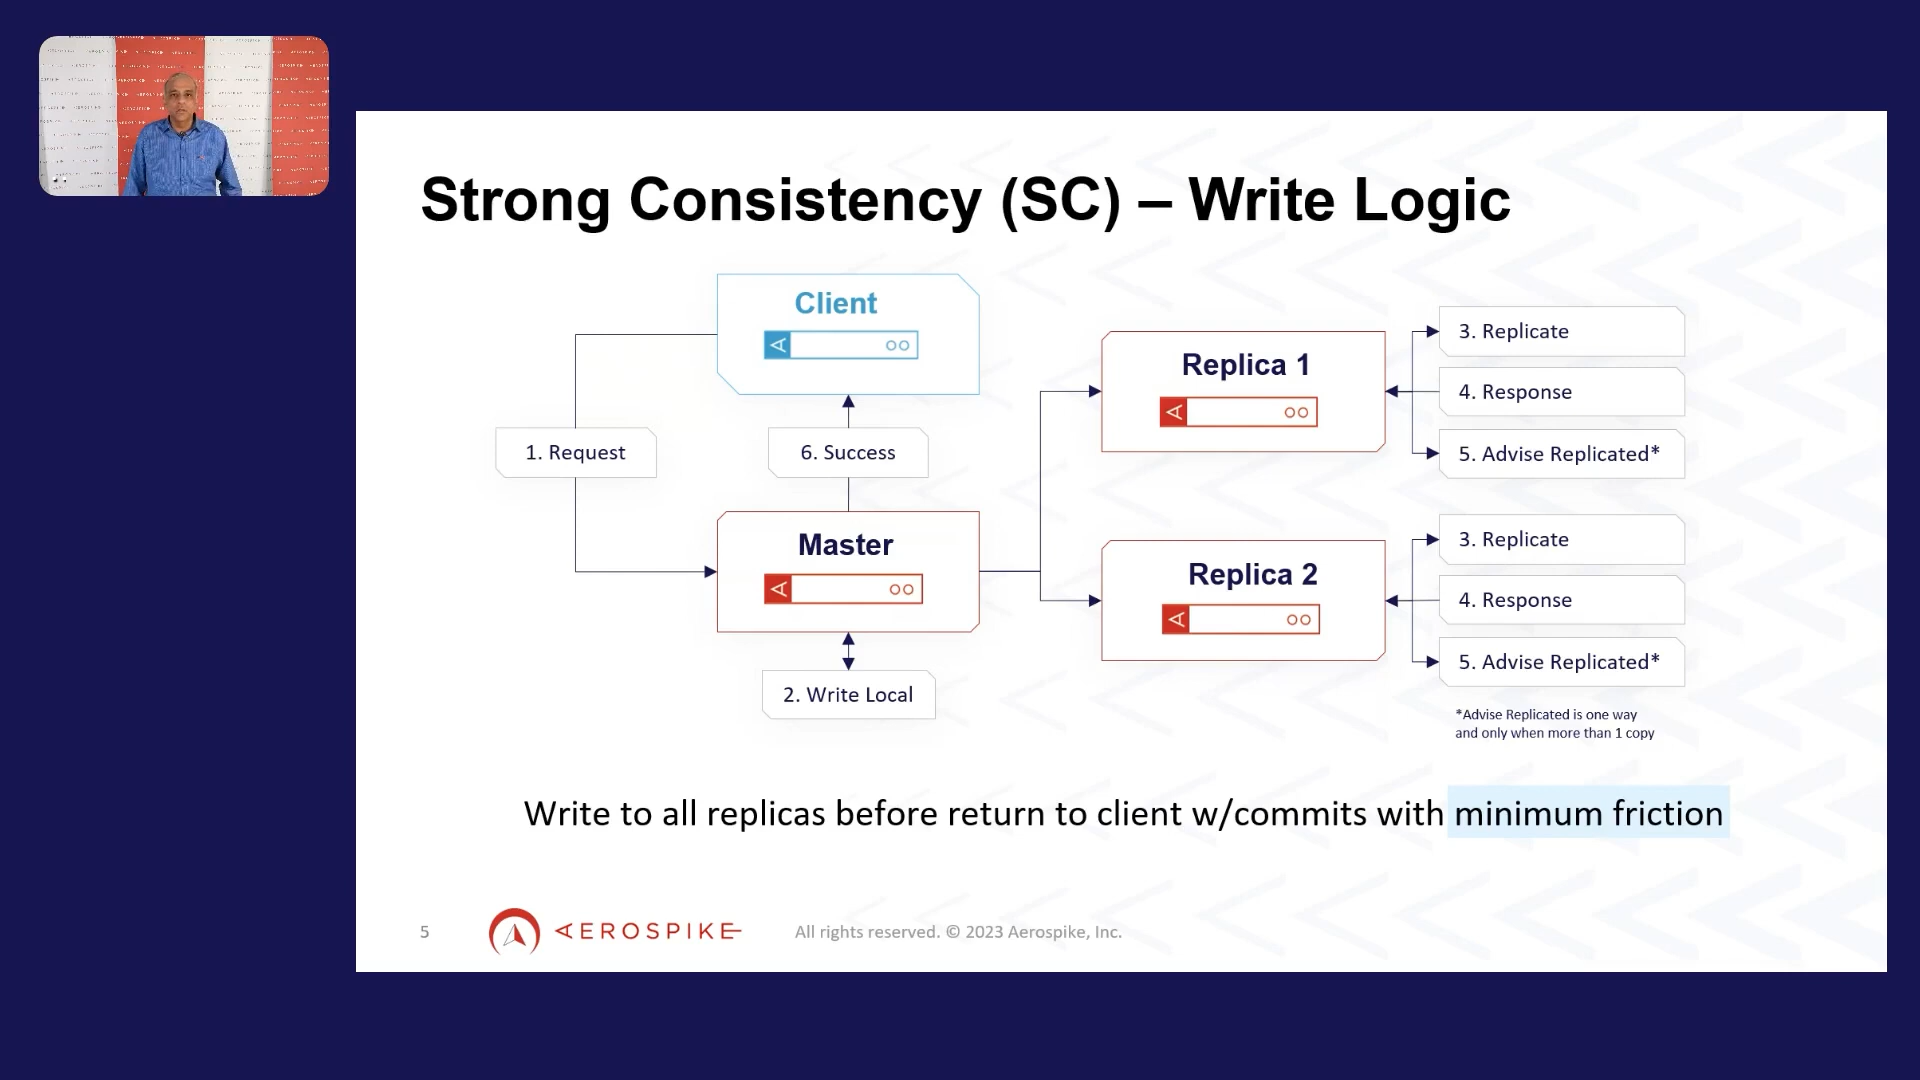 Strong Consistency (SC) – Write Logic
Client
1. Request
6. Success
Master
2. Write Local
Replica 1
3. Replicate
4. Response
5. Advise Replicated*
Replica 2
3. Replicate
4. Response
5. Advise Replicated*
*Advise Replicated is one way
and only when more than 1 copy
Write to all replicas before return to client w/commits with minimum friction
5
AEROSPIKE
All rights reserved. © 2023 Aerospike, Inc.